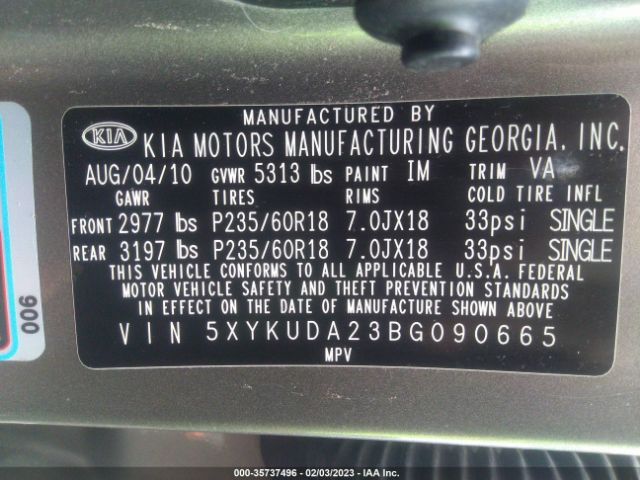 MANUFACTURED BY
KIA KIA MOTORS MANUFACTURING GEORGIA, INC.
AUG/04/10 GVWR 5313 lbs PAINT IM TRIM VA
GAWR TIRES RIMS COLD TIRE INFL
FRONT 2977 lbs P235/60R18 7.0JX18 33psi SINGLE
REAR 3197 lbs P235/60R18 7.0JX18 33psi SINGLE
THIS VEHICLE CONFORMS TO ALL APPLICABLE U.S.A. FEDERAL
MOTOR VEHICLE SAFETY AND THEFT PREVENTION STANDARDS
IN EFFECT ON THE DATE OF MANUFACTURE SHOWN ABOVE
VIN 5XYKUDA23BG090665
MPV
006
000-35737496 - 02/03/2023 - IAA Inc.